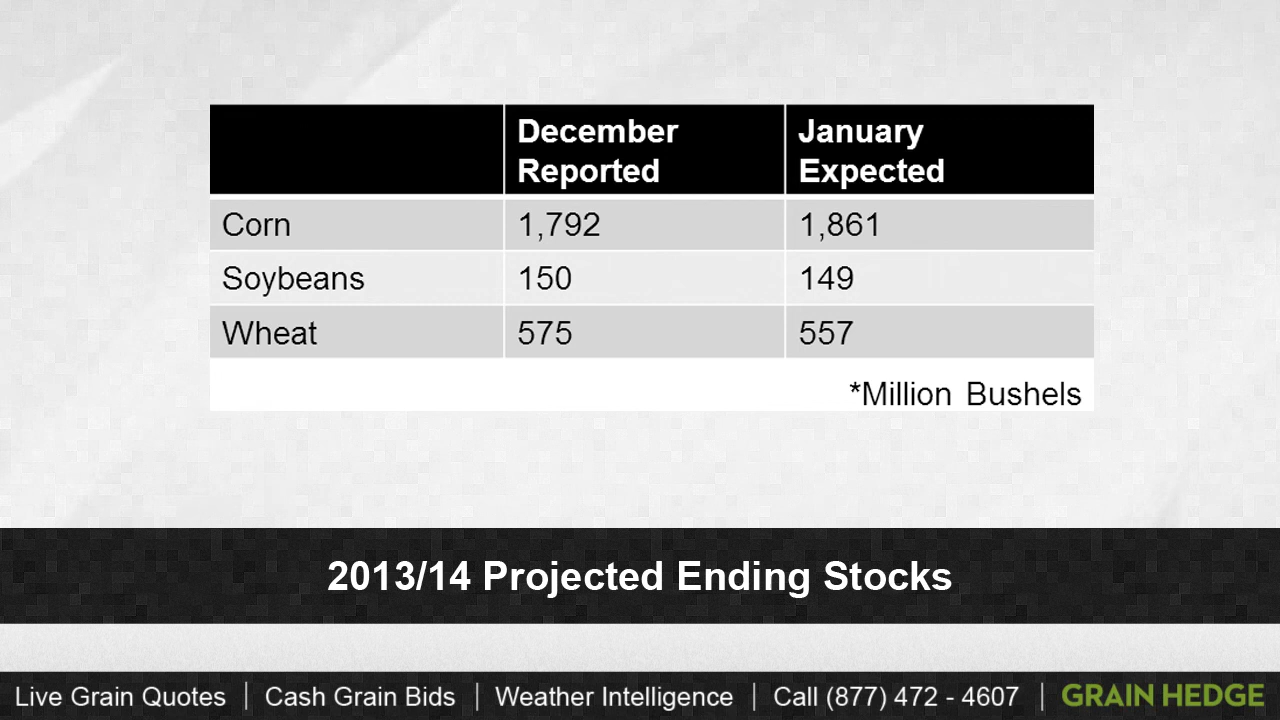 December Reported January Expected
Corn 1,792 1,861
Soybeans 150 149
Wheat 575 557
*Million Bushels
2013/14 Projected Ending Stocks
Live Grain Quotes | Cash Grain Bids | Weather Intelligence | Call (877) 472 - 4607 | GRAIN HEDGE